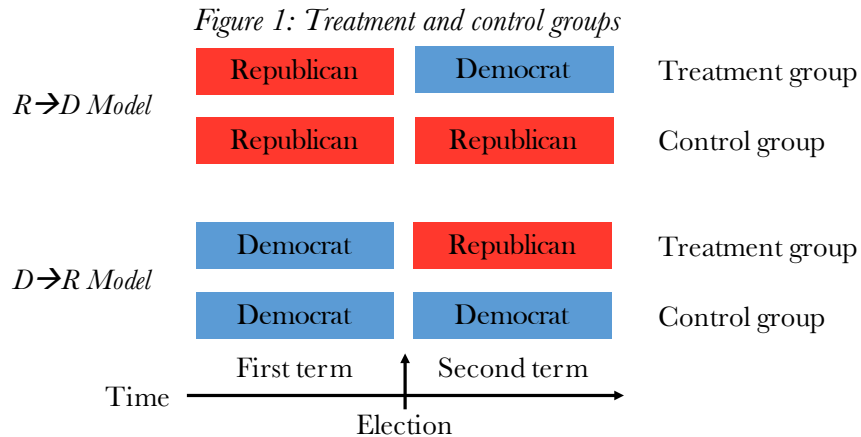 Figure 1: Treatment and control groups
Republican Democrat Treatment group
R→D Model
Republican Republican Control group
Democrat Republican Treatment group
D→R Model
Democrat Democrat Control group
First term Second term
Time
Election